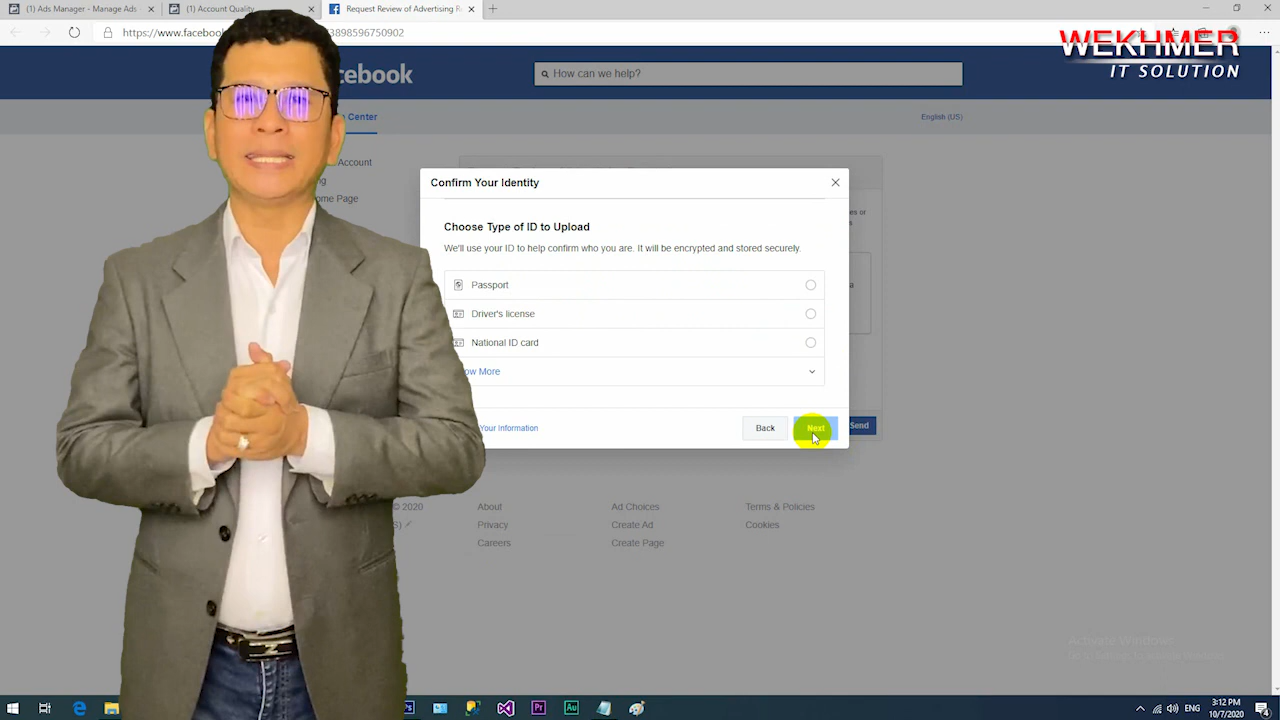 (1) Ads Manager - Manage Ads -
(1) Account Quality
Request Review of Advertising Re
https://www.facebook
3898596750902
WEKHMER
IT SOLUTION
cebook
How can we help?
Center
English (US)
Account
ome Page
Confirm Your Identity
Choose Type of ID to Upload
We'll use your ID to help confirm who you are. It will be encrypted and stored securely.
Passport
Driver's license
National ID card
ow More
Your Information
Back
Next
Send
© 2020
About
Ad Choices
Terms & Policies
Privacy
Create Ad
Cookies
Careers
Create Page
Activate Windows
ENG
3:12 PM
10/7/2020